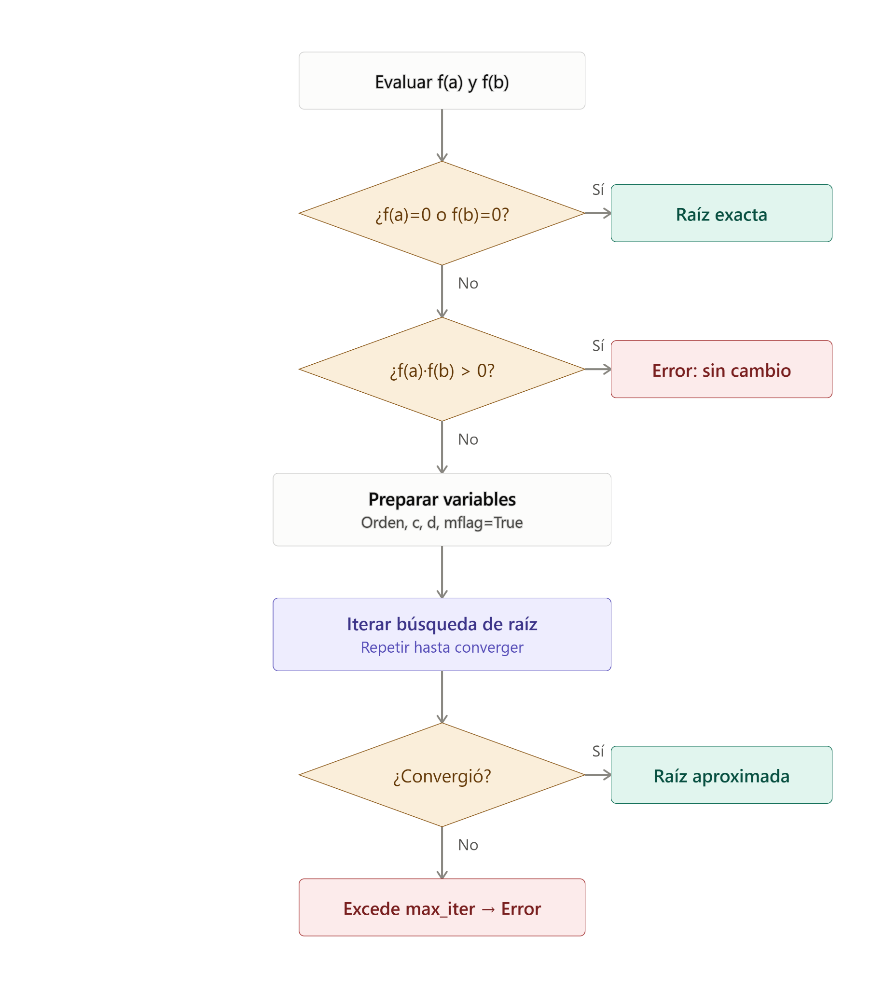 Evaluar f(a) y f(b)
¿f(a)=0 o f(b)=0?
Sí
Raíz exacta
No
¿f(a)·f(b) > 0?
Sí
Error: sin cambio
No
Preparar variables
Orden, c, d, mflag=True
Iterar búsqueda de raíz
Repetir hasta converger
¿Convergió?
Sí
Raíz aproximada
No
Excede max_iter → Error